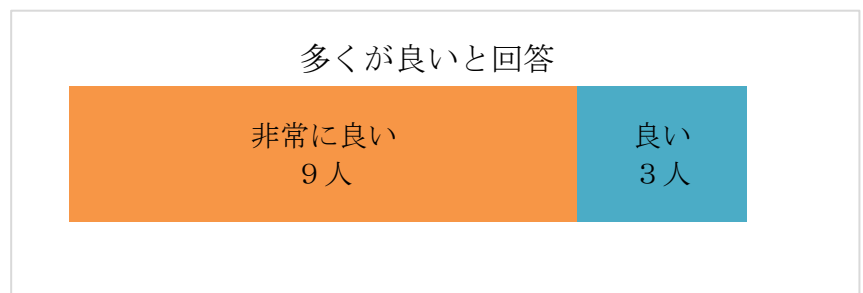 多くが良いと回答
非常に良い
９人
良い
３人